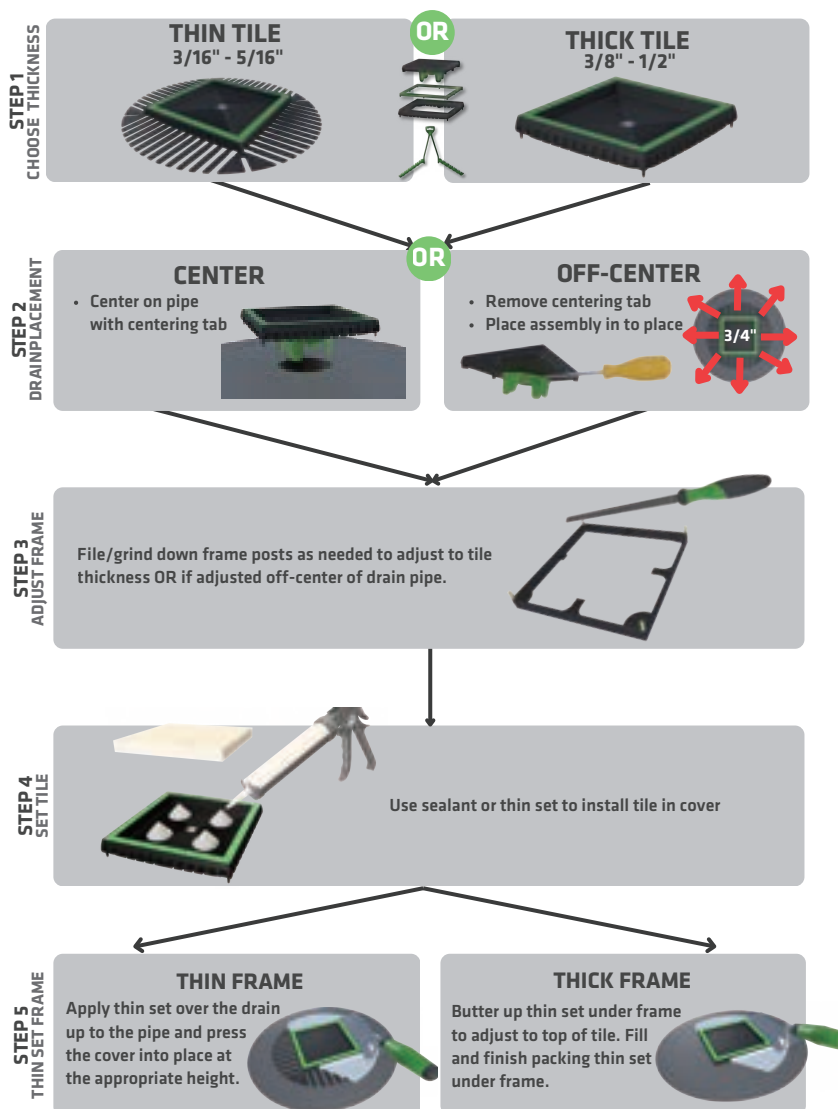 STEP 1
CHOOSE THICKNESS
THIN TILE
3/16" - 5/16"
OR
THICK TILE
3/8" - 1/2"
STEP 2
DRAINPLACEMENT
CENTER
• Center on pipe
with centering tab
OR
OFF-CENTER
• Remove centering tab
• Place assembly in to place
3/4"
STEP 3
ADJUST FRAME
File/grind down frame posts as needed to adjust to tile
thickness OR if adjusted off-center of drain pipe.
STEP 4
SET TILE
Use sealant or thin set to install tile in cover
STEP 5
THIN SET FRAME
THIN FRAME
Apply thin set over the drain
up to the pipe and press
the cover into place at
the appropriate height.
THICK FRAME
Butter up thin set under frame
to adjust to top of tile. Fill
and finish packing thin set
under frame.